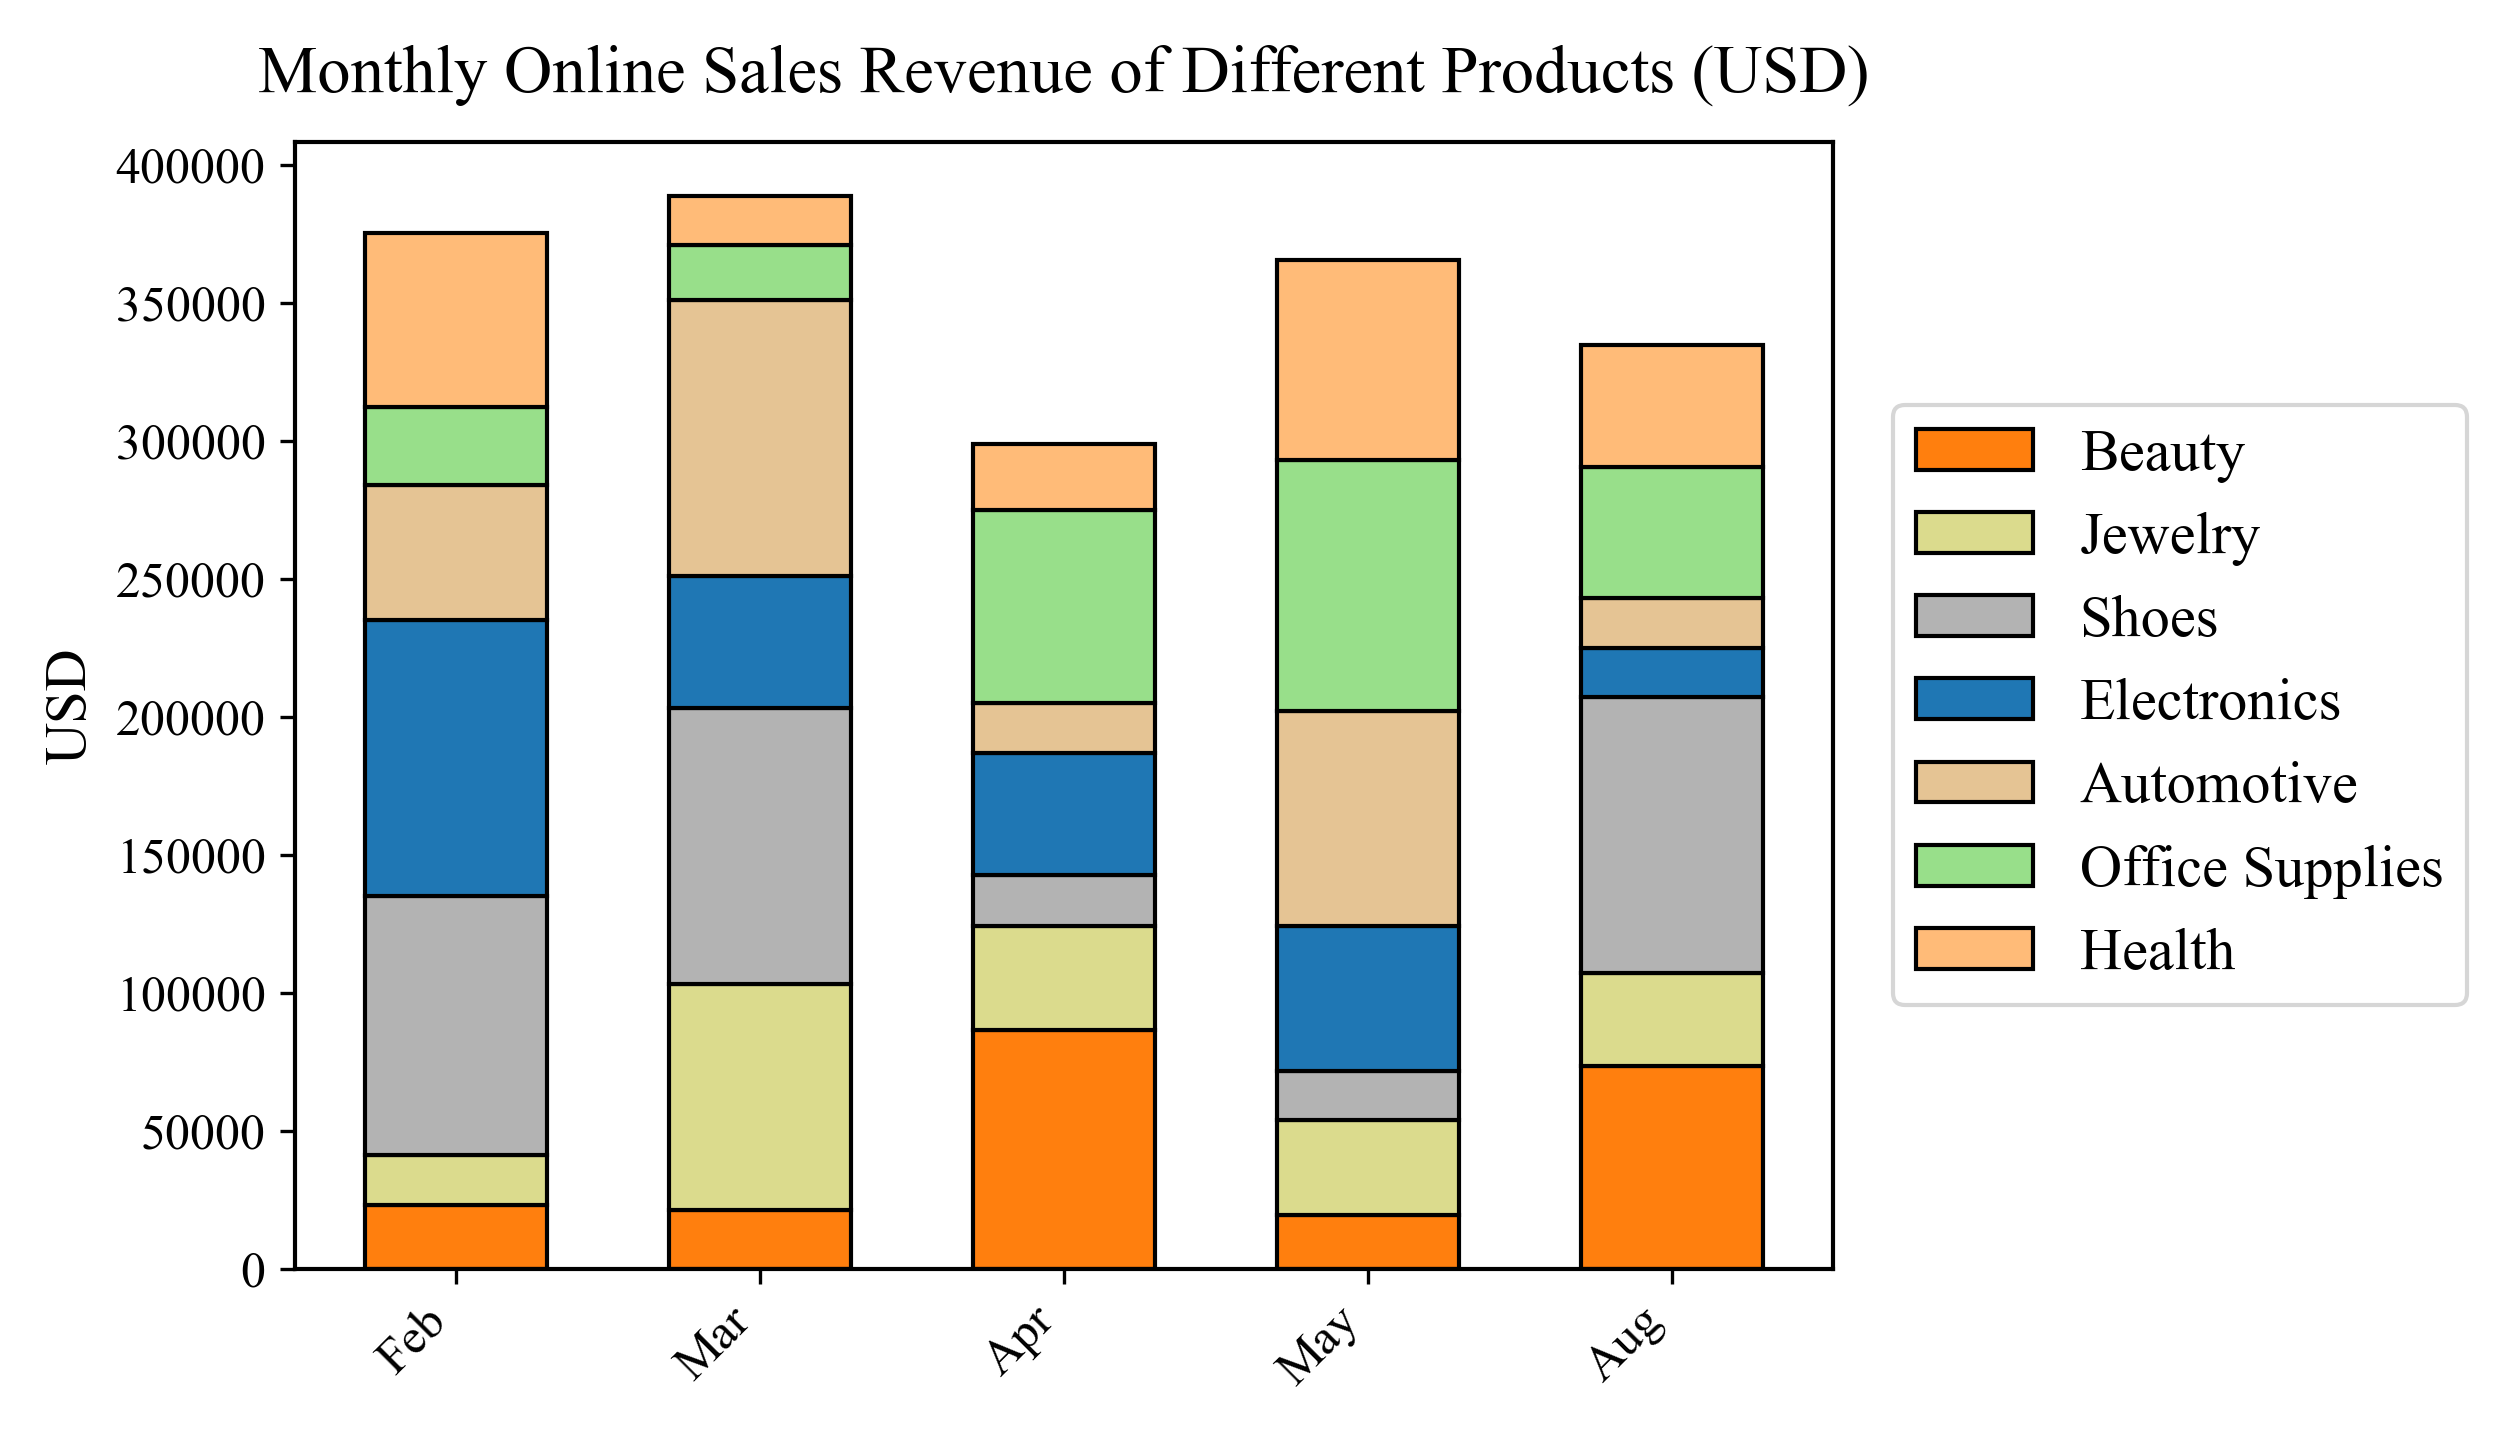 Monthly Online Sales Revenue of Different Products (USD)
400000
350000
300000
250000
200000
150000
100000
50000
0
USD
Feb
Mar
Apr
May
Aug
Beauty
Jewelry
Shoes
Electronics
Automotive
Office Supplies
Health